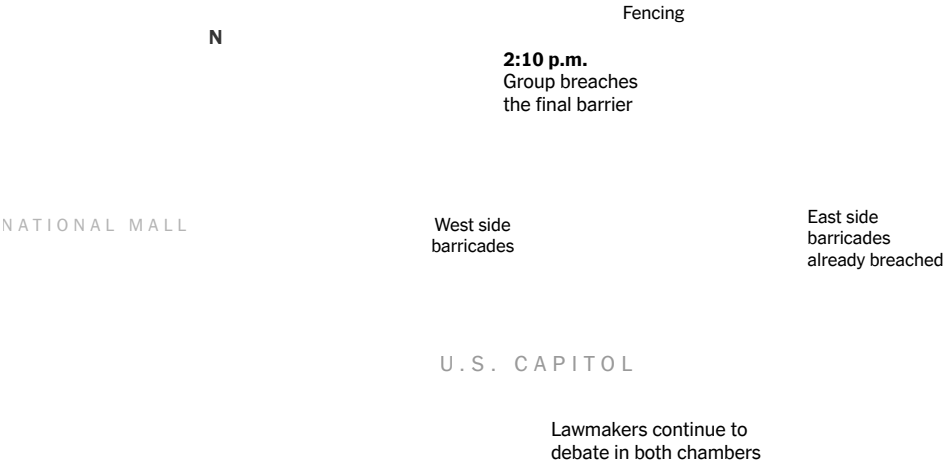 Fencing
N
2:10 p.m.
Group breaches
the final barrier
NATIONAL MALL
West side
barricades
East side
barricades
already breached
U.S. CAPITOL
Lawmakers continue to
debate in both chambers